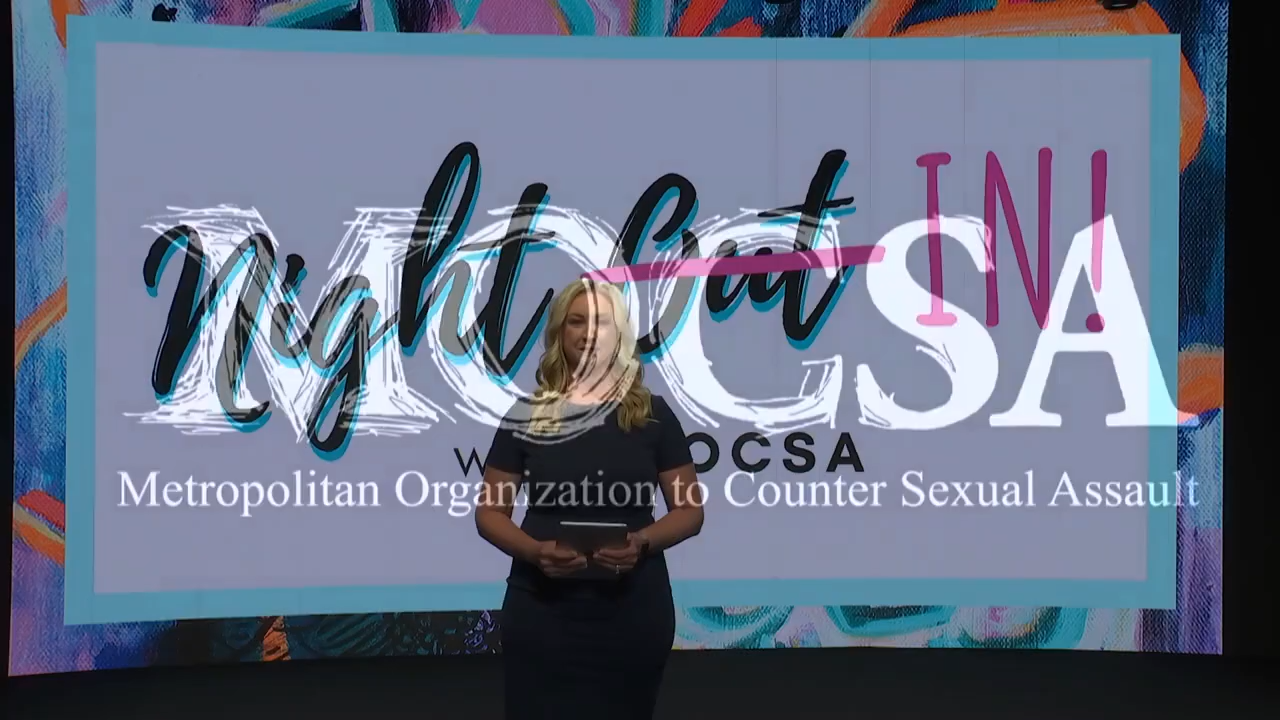 Night Out IN!
MOCSA
OCSA
Metropolitan Organization to Counter Sexual Assault